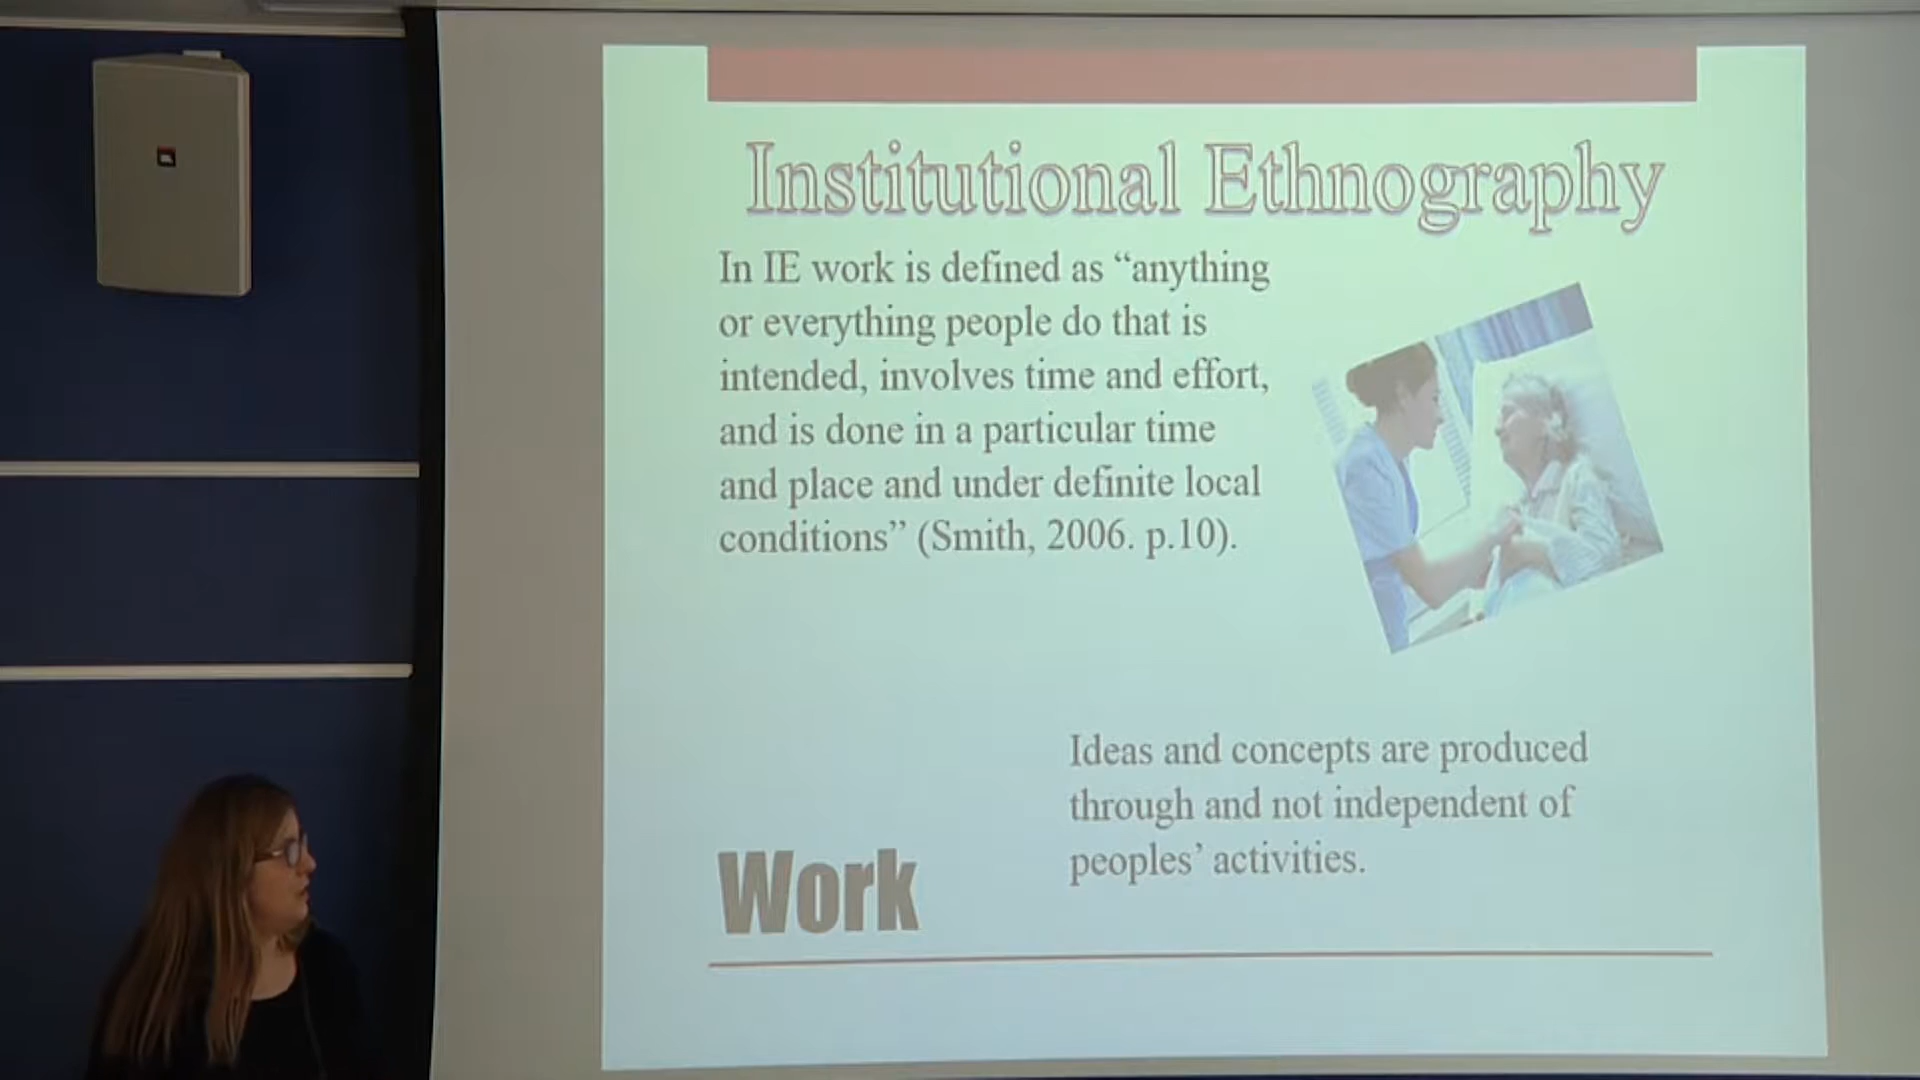 Institutional Ethnography
In IE work is defined as “anything
or everything people do that is
intended, involves time and effort,
and is done in a particular time
and place and under definite local
conditions” (Smith, 2006. p.10).
Ideas and concepts are produced
through and not independent of
peoples’ activities.
Work